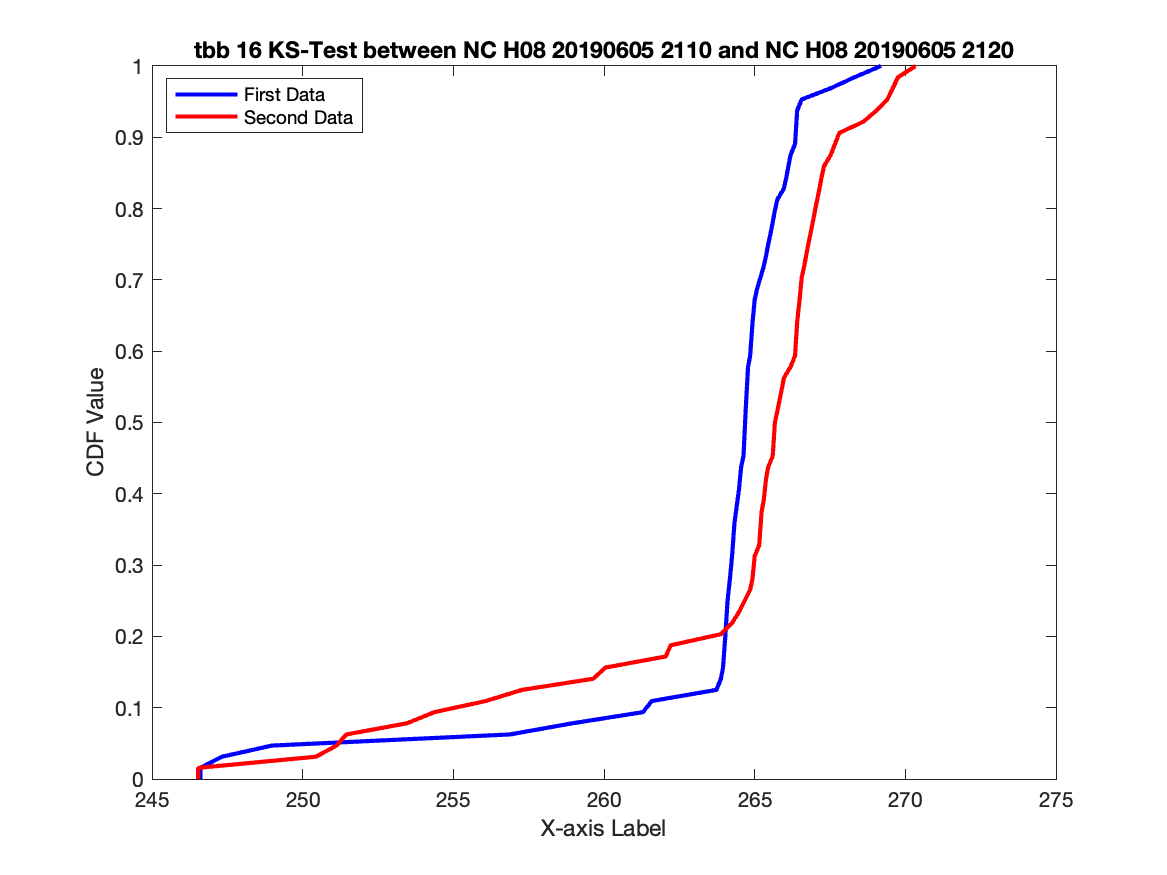 tbb 16 KS-Test between NC H08 20190605 2110 and NC H08 20190605 2120
First Data
Second Data
1
0.9
0.8
0.7
0.6
0.5
0.4
0.3
0.2
0.1
0
CDF Value
245 250 255 260 265 270 275
X-axis Label